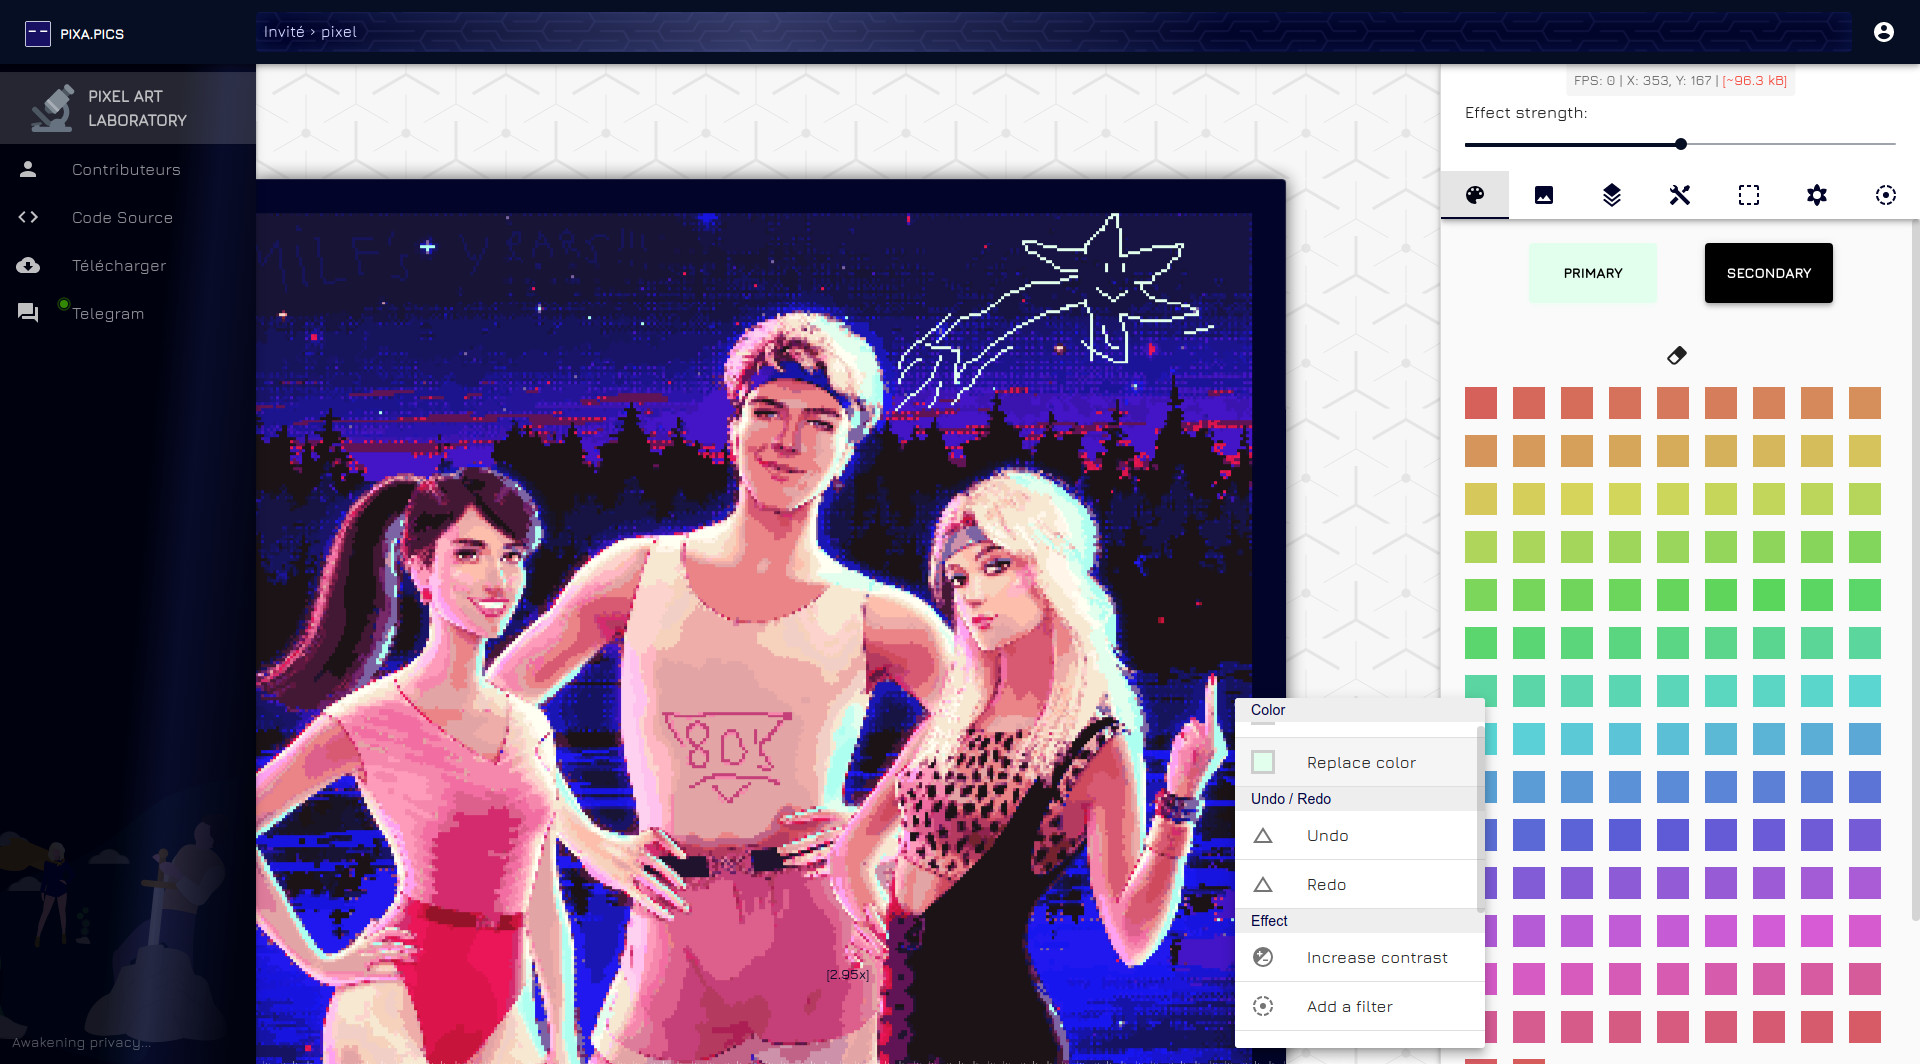 PIXA.PICS
Invité › pixel
PIXEL ART
LABORATORY
Contributeurs
Code Source
Télécharger
Telegram
Awakening privacy...
MiLF's YEARS!!
80's
[2.95x]
FPS: 0 | X: 353, Y: 167 | [~96.3 kB]
Effect strength:
PRIMARY
SECONDARY
Color
Replace color
Undo / Redo
Undo
Redo
Effect
Increase contrast
Add a filter